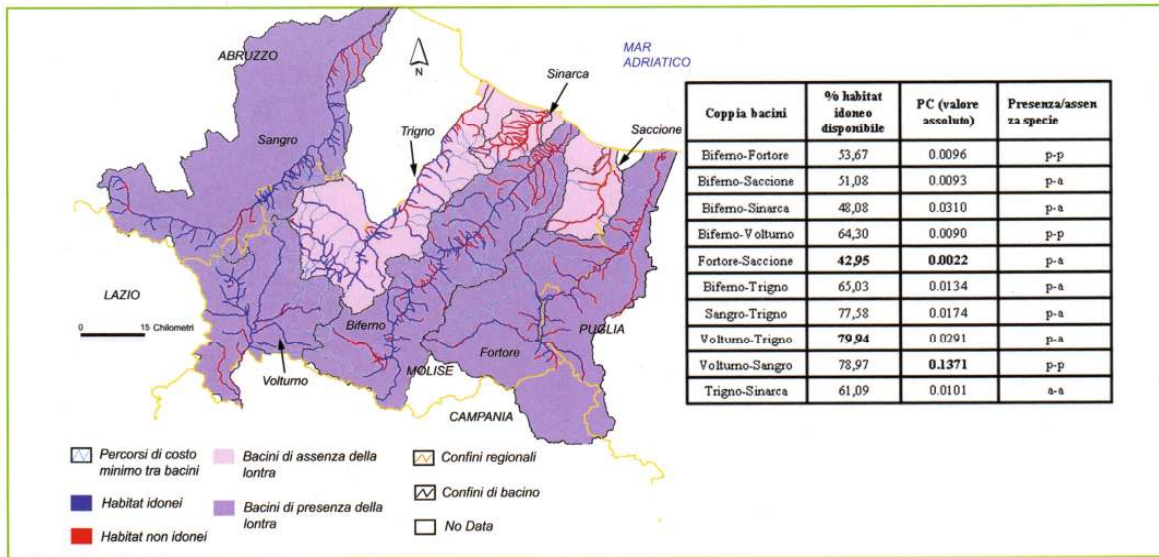 ABRUZZO
MAR
ADRIATICO
N
Sinarca
Sangro
Trigno
Saccione
LAZIO
15 Chilometri
Biferno
PUGLIA
Fortore
Volturno
MOLISE
CAMPANIA
Coppia bacini | % habitat idoneo disponibile | PC (valore assoluto) | Presenza/assenza specie
Biferno-Fortore 53,67 0.0096 p-p
Biferno-Saccione 51,08 0.0093 p-a
Biferno-Sinarca 48,08 0.0310 p-a
Biferno-Volturno 64,30 0.0090 p-p
Fortore-Saccione 42,95 0.0022 p-a
Biferno-Trigno 65,03 0.0134 p-a
Sangro-Trigno 77,58 0.0174 p-a
Volturno-Trigno 79,94 0.0291 p-a
Volturno-Sangro 78,97 0.1371 p-p
Trigno-Sinarca 61,09 0.0101 a-a
Percorsi di costo
minimo tra bacini
Habitat idonei
Habitat non idonei
Bacini di assenza della
lontra
Bacini di presenza della
lontra
Confini regionali
Confini di bacino
No Data